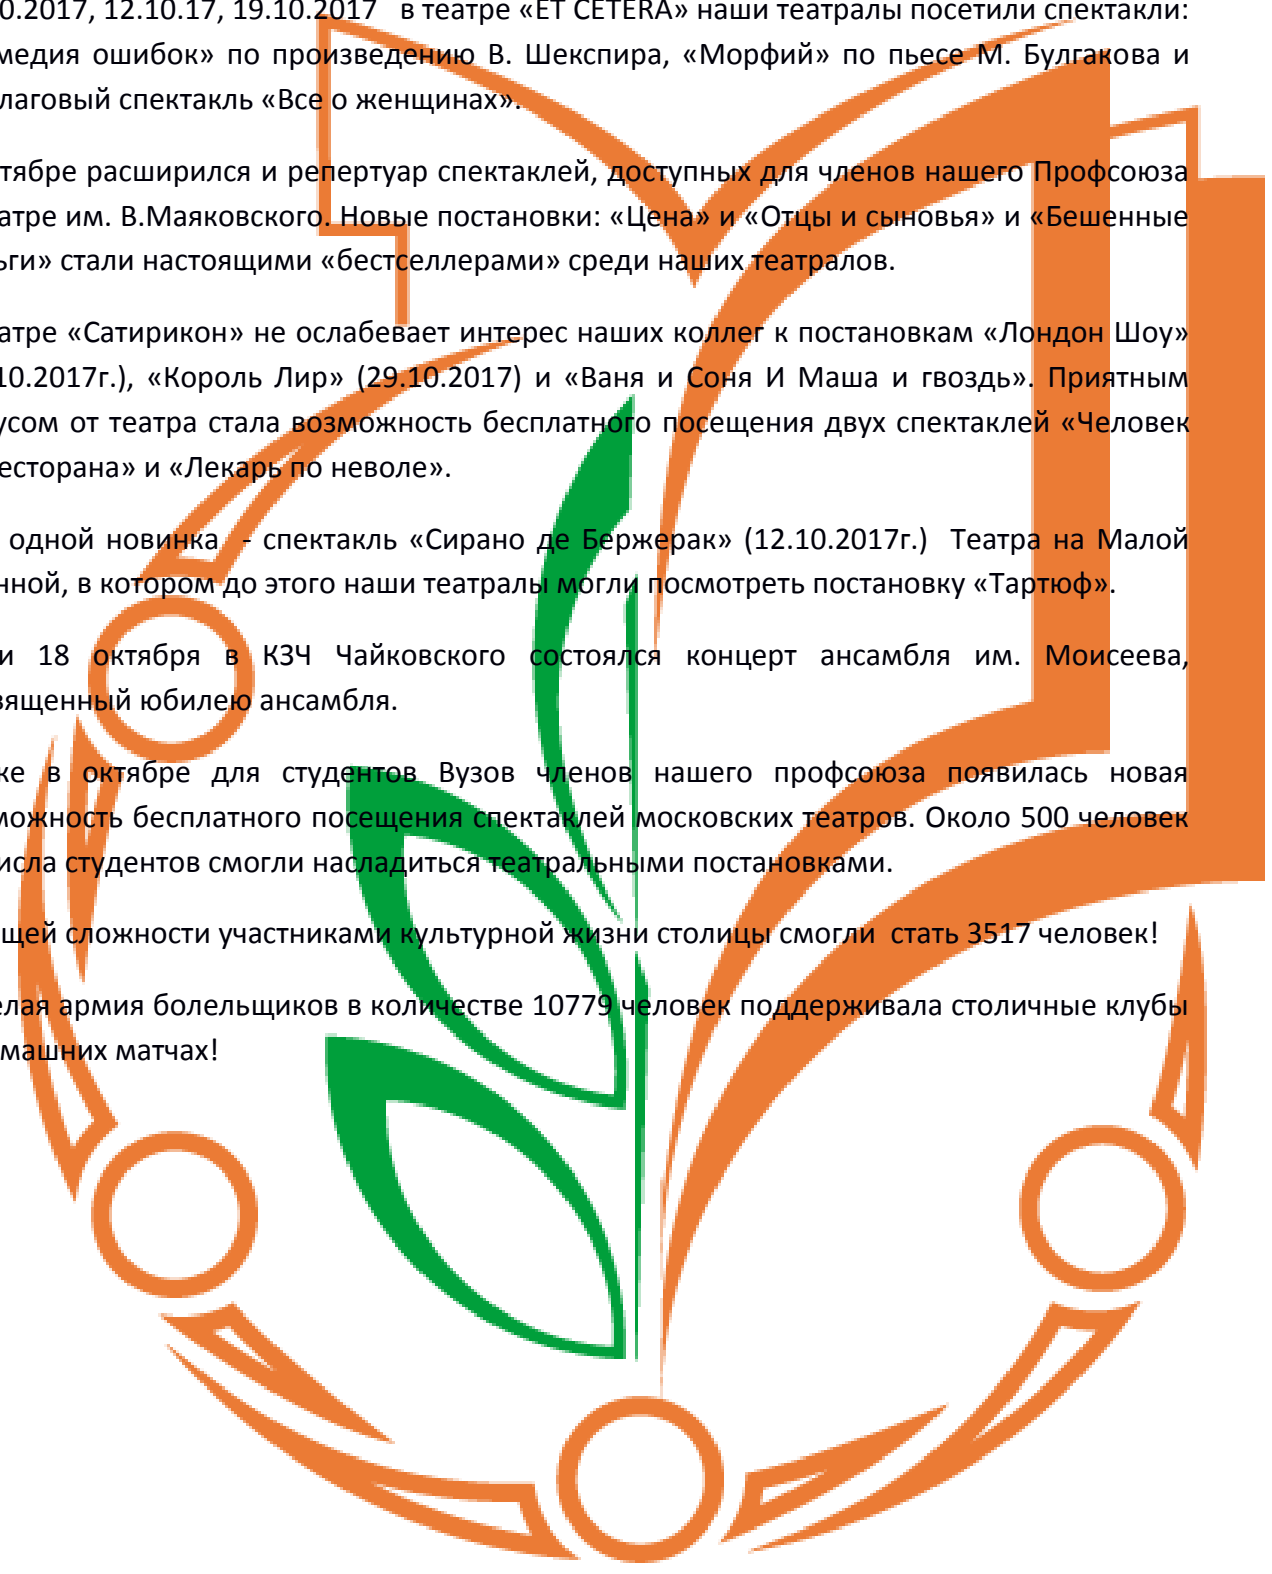 0.2017, 12.10.17, 19.10.2017 в театре «ET CETERA» наши театралы посетили спектакли:
медия ошибок» по произведению В. Шекспира, «Морфий» по пьесе М. Булгакова и
лаговый спектакль «Все о женщинах».
тябре расширился и репертуар спектаклей, доступных для членов нашего Профсоюза
атре им. В.Маяковского. Новые постановки: «Цена» и «Отцы и сыновья» и «Бешенные
ьги» стали настоящими «бестселлерами» среди наших театралов.
атре «Сатирикон» не ослабевает интерес наших коллег к постановкам «Лондон Шоу»
10.2017г.), «Король Лир» (29.10.2017) и «Ваня и Соня И Маша и гвоздь». Приятным
усом от театра стала возможность бесплатного посещения двух спектаклей «Человек
есторана» и «Лекарь по неволе».
одной новинка - спектакль «Сирано де Бержерак» (12.10.2017г.) Театра на Малой
нной, в котором до этого наши театралы могли посмотреть постановку «Тартюф».
и 18 октября в КЗЧ Чайковского состоялся концерт ансамбля им. Моисеева,
вященный юбилею ансамбля.
же в октябре для студентов Вузов членов нашего профсоюза появилась новая
можность бесплатного посещения спектаклей московских театров. Около 500 человек
исла студентов смогли насладиться театральными постановками.
щей сложности участниками культурной жизни столицы смогли стать 3517 человек!
елая армия болельщиков в количестве 10779 человек поддерживала столичные клубы
машних матчах!